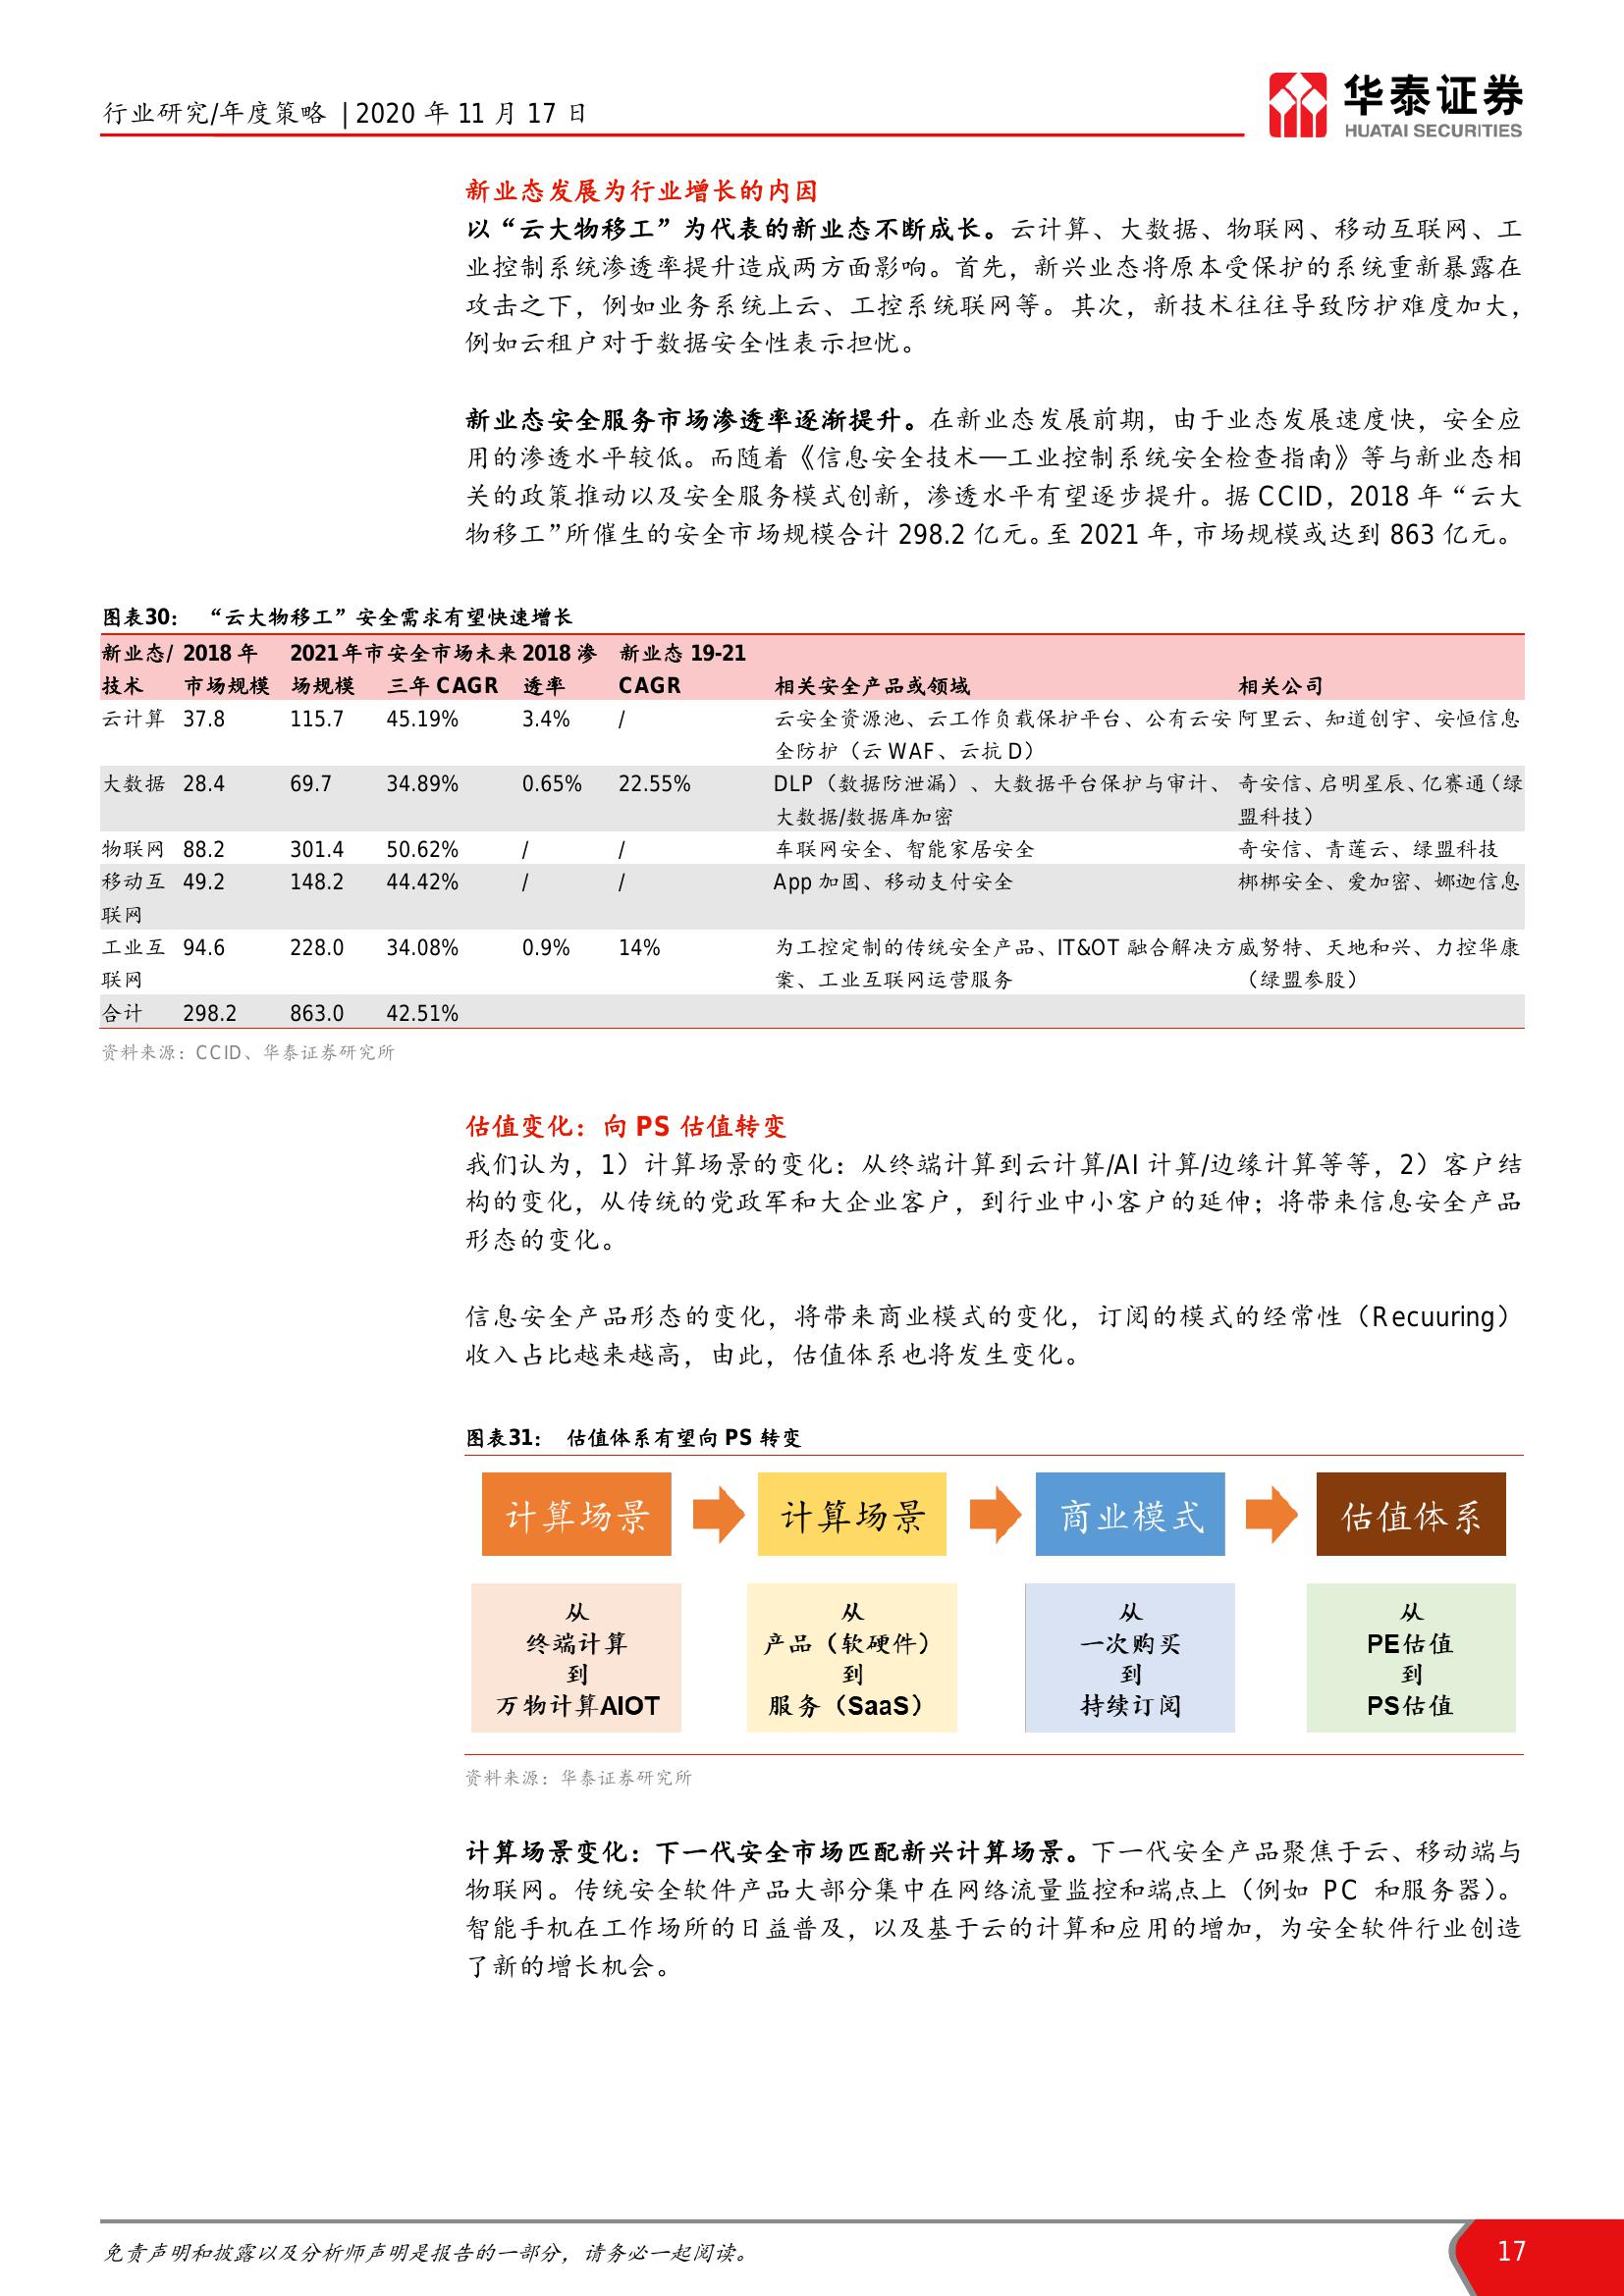 行业研究/年度策略 | 2020 年 11 月 17 日
华泰证券
HUATAI SECURITIES
新业态发展为行业增长的内因
以“云大物移工”为代表的新业态不断成长。云计算、大数据、物联网、移动互联网、工
业控制系统渗透率提升造成两方面影响。首先，新兴业态将原本受保护的系统重新暴露在
攻击之下，例如业务系统上云、工控系统联网等。其次，新技术往往导致防护难度加大，
例如云租户对于数据安全性表示担忧。
新业态安全服务市场渗透率逐渐提升。在新业态发展前期，由于业态发展速度快，安全应
用的渗透水平较低。而随着《信息安全技术—工业控制系统安全检查指南》等与新业态相
关的政策推动以及安全服务模式创新，渗透水平有望逐步提升。据 CCID，2018 年“云大
物移工”所催生的安全市场规模合计 298.2 亿元。至 2021 年，市场规模或达到 863 亿元。
图表30： “云大物移工”安全需求有望快速增长
新业态/ 2018 年 2021 年市 安全市场未来 2018 渗 新业态 19-21
技术 市场规模 场规模 三年 CAGR 透率 CAGR 相关安全产品或领域 相关公司
云计算 37.8 115.7 45.19% 3.4% / 云安全资源池、云工作负载保护平台、公有云安 阿里云、知道创宇、安恒信息
全防护（云 WAF、云抗 D）
大数据 28.4 69.7 34.89% 0.65% 22.55% DLP（数据防泄漏）、大数据平台保护与审计、 奇安信、启明星辰、亿赛通（绿
大数据/数据库加密 盟科技）
物联网 88.2 301.4 50.62% / / 车联网安全、智能家居安全 奇安信、青莲云、绿盟科技
移动互 49.2 148.2 44.42% / / App 加固、移动支付安全 梆梆安全、爱加密、娜迦信息
联网
工业互 94.6 228.0 34.08% 0.9% 14% 为工控定制的传统安全产品、IT&OT 融合解决方 威努特、天地和兴、力控华康
联网 案、工业互联网运营服务 （绿盟参股）
合计 298.2 863.0 42.51%
资料来源：CCID、华泰证券研究所
估值变化：向 PS 估值转变
我们认为，1）计算场景的变化：从终端计算到云计算/AI 计算/边缘计算等等，2）客户结
构的变化，从传统的党政军和大企业客户，到行业中小客户的延伸；将带来信息安全产品
形态的变化。
信息安全产品形态的变化，将带来商业模式的变化，订阅的模式的经常性（Recuuring）
收入占比越来越高，由此，估值体系也将发生变化。
图表31： 估值体系有望向 PS 转变
计算场景 计算场景 商业模式 估值体系
从 从 从 从
终端计算 产品（软硬件） 一次购买 PE估值
到 到 到 到
万物计算AIOT 服务（SaaS） 持续订阅 PS估值
资料来源：华泰证券研究所
计算场景变化：下一代安全市场匹配新兴计算场景。下一代安全产品聚焦于云、移动端与
物联网。传统安全软件产品大部分集中在网络流量监控和端点上（例如 PC 和服务器）。
智能手机在工作场所的日益普及，以及基于云的计算和应用的增加，为安全软件行业创造
了新的增长机会。
免责声明和披露以及分析师声明是报告的一部分，请务必一起阅读。
17